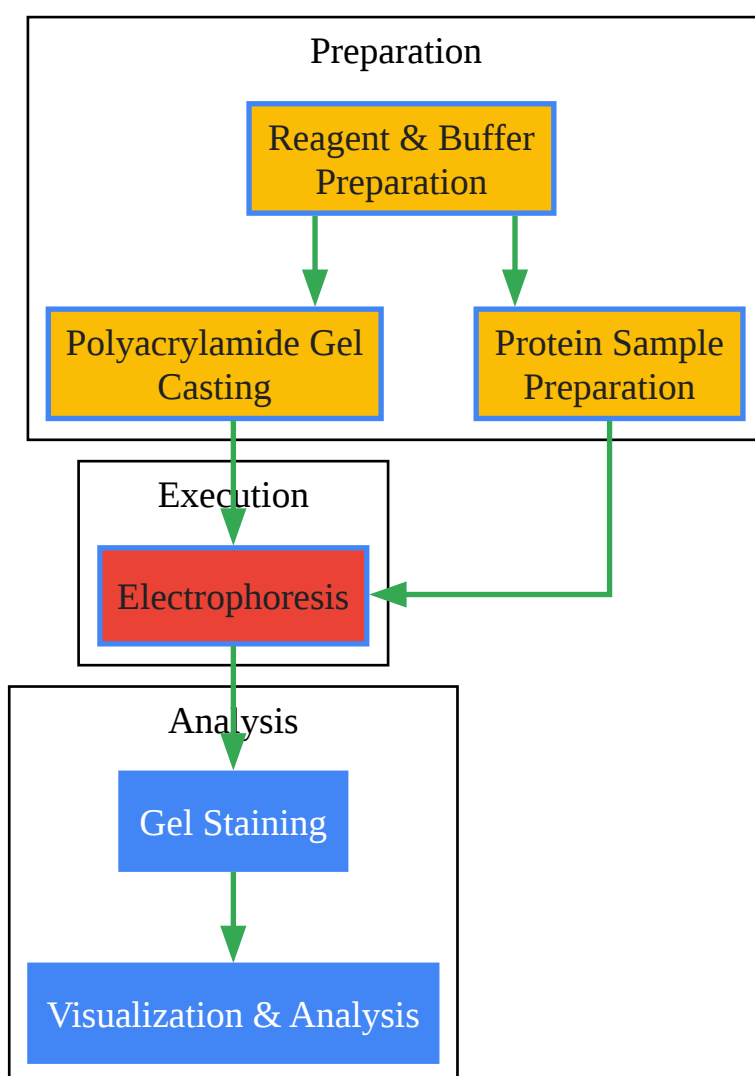 Preparation
Reagent & Buffer
Preparation
Polyacrylamide Gel
Casting
Protein Sample
Preparation
Execution
Electrophoresis
Analysis
Gel Staining
Visualization & Analysis